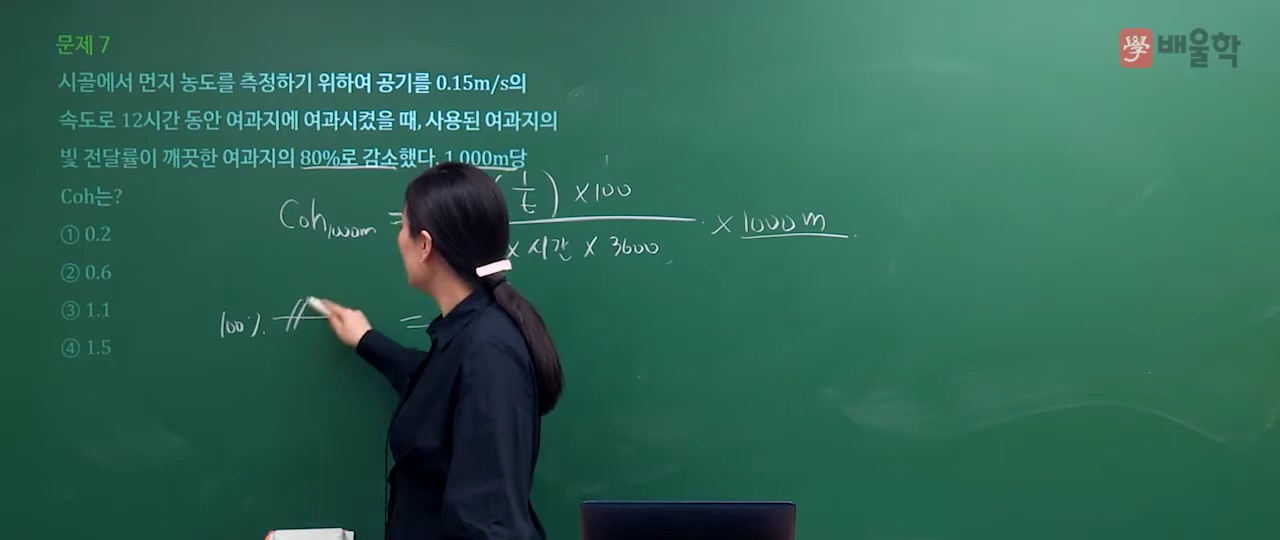 문제 7
學 배울학
시골에서 먼지 농도를 측정하기 위하여 공기를 0.15m/s의
속도로 12시간 동안 여과지에 여과시켰을 때, 사용된 여과지의
빛 전달률이 깨끗한 여과지의 80%로 감소했다. 1,000m당
Coh는?
① 0.2
② 0.6
③ 1.1
④ 1.5
Coh1000m = (1/t) × 100
× 시간 × 3600
× 1000 m
100% =